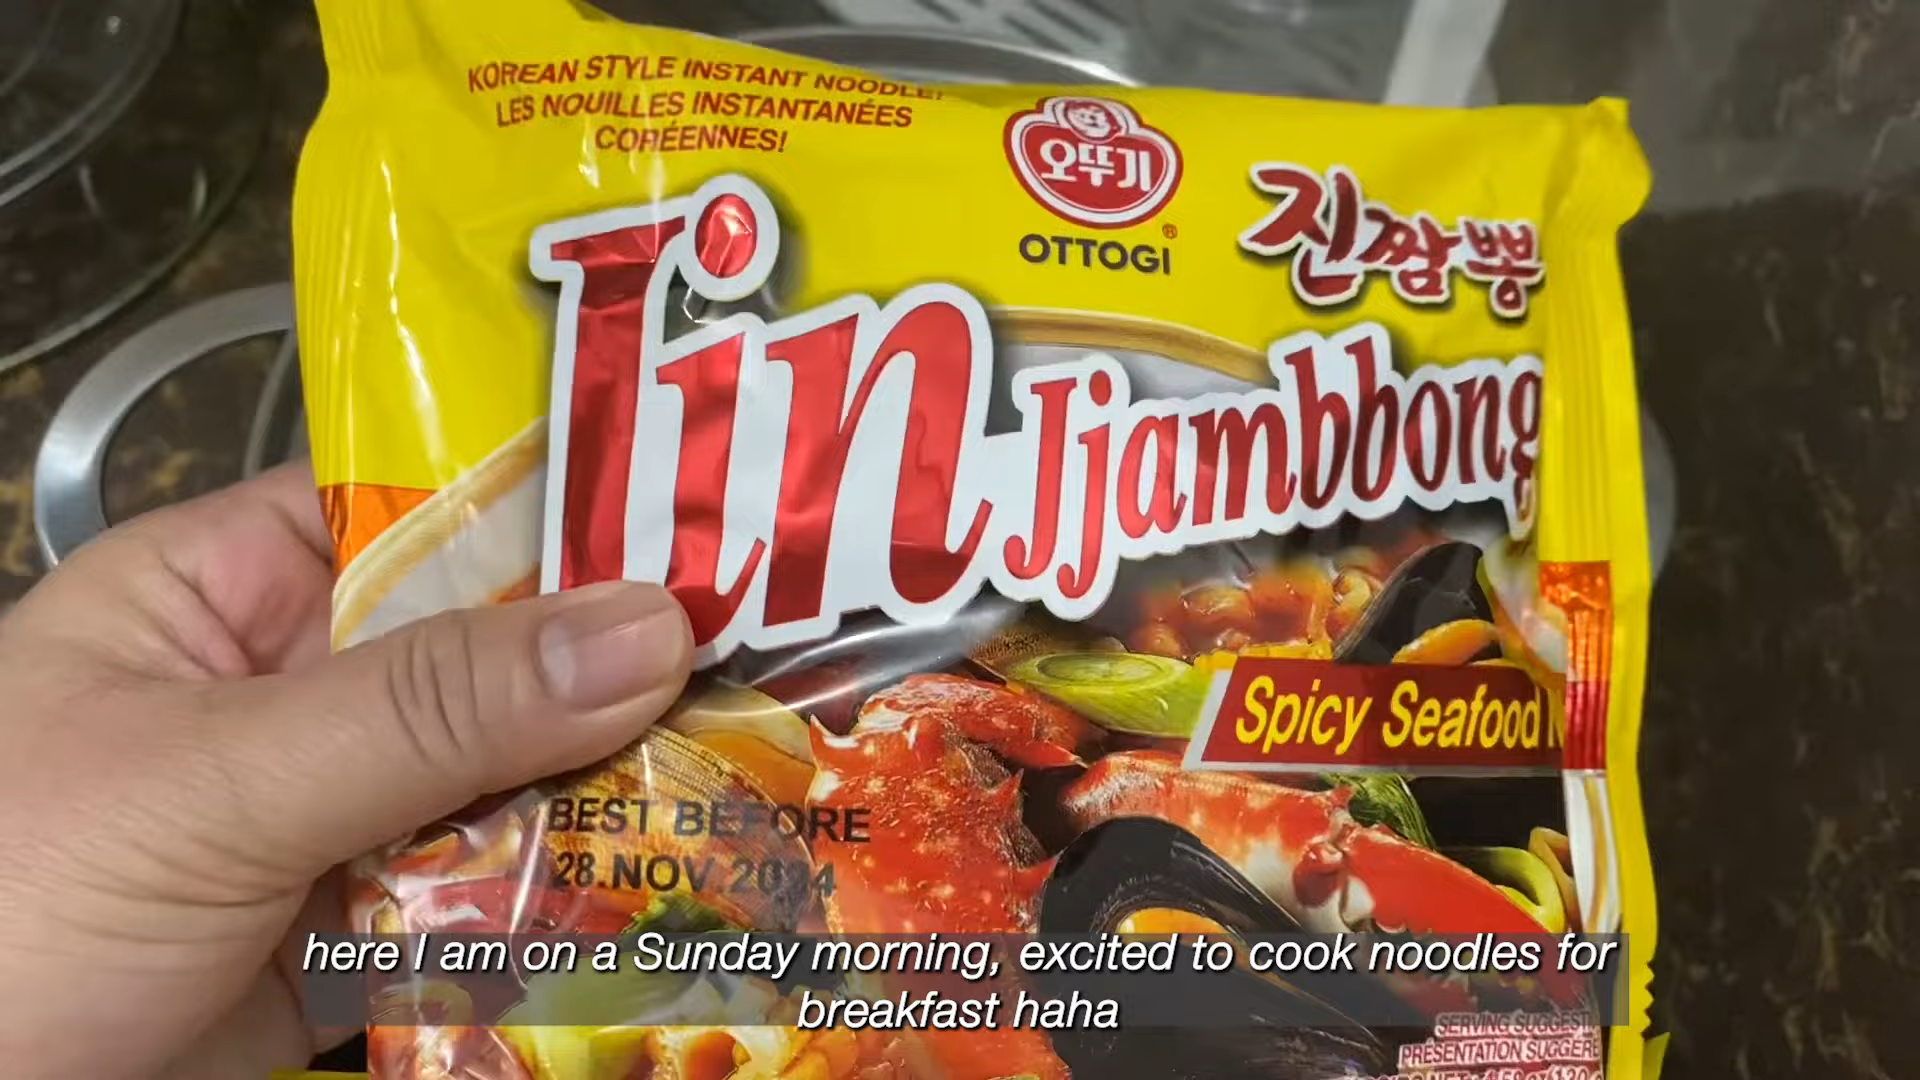 KOREAN STYLE INSTANT NOODLE!
LES NOUILLES INSTANTANÉES
CORÉENNES!
오뚜기
OTTOGI ®
진짬뽕
Jin Jjambbong
Spicy Seafood
BEST BEFORE
28.NOV.2024
here I am on a Sunday morning, excited to cook noodles for
breakfast haha
SERVING SUGGESTI
PRÉSENTATION SUGGÉRÉ